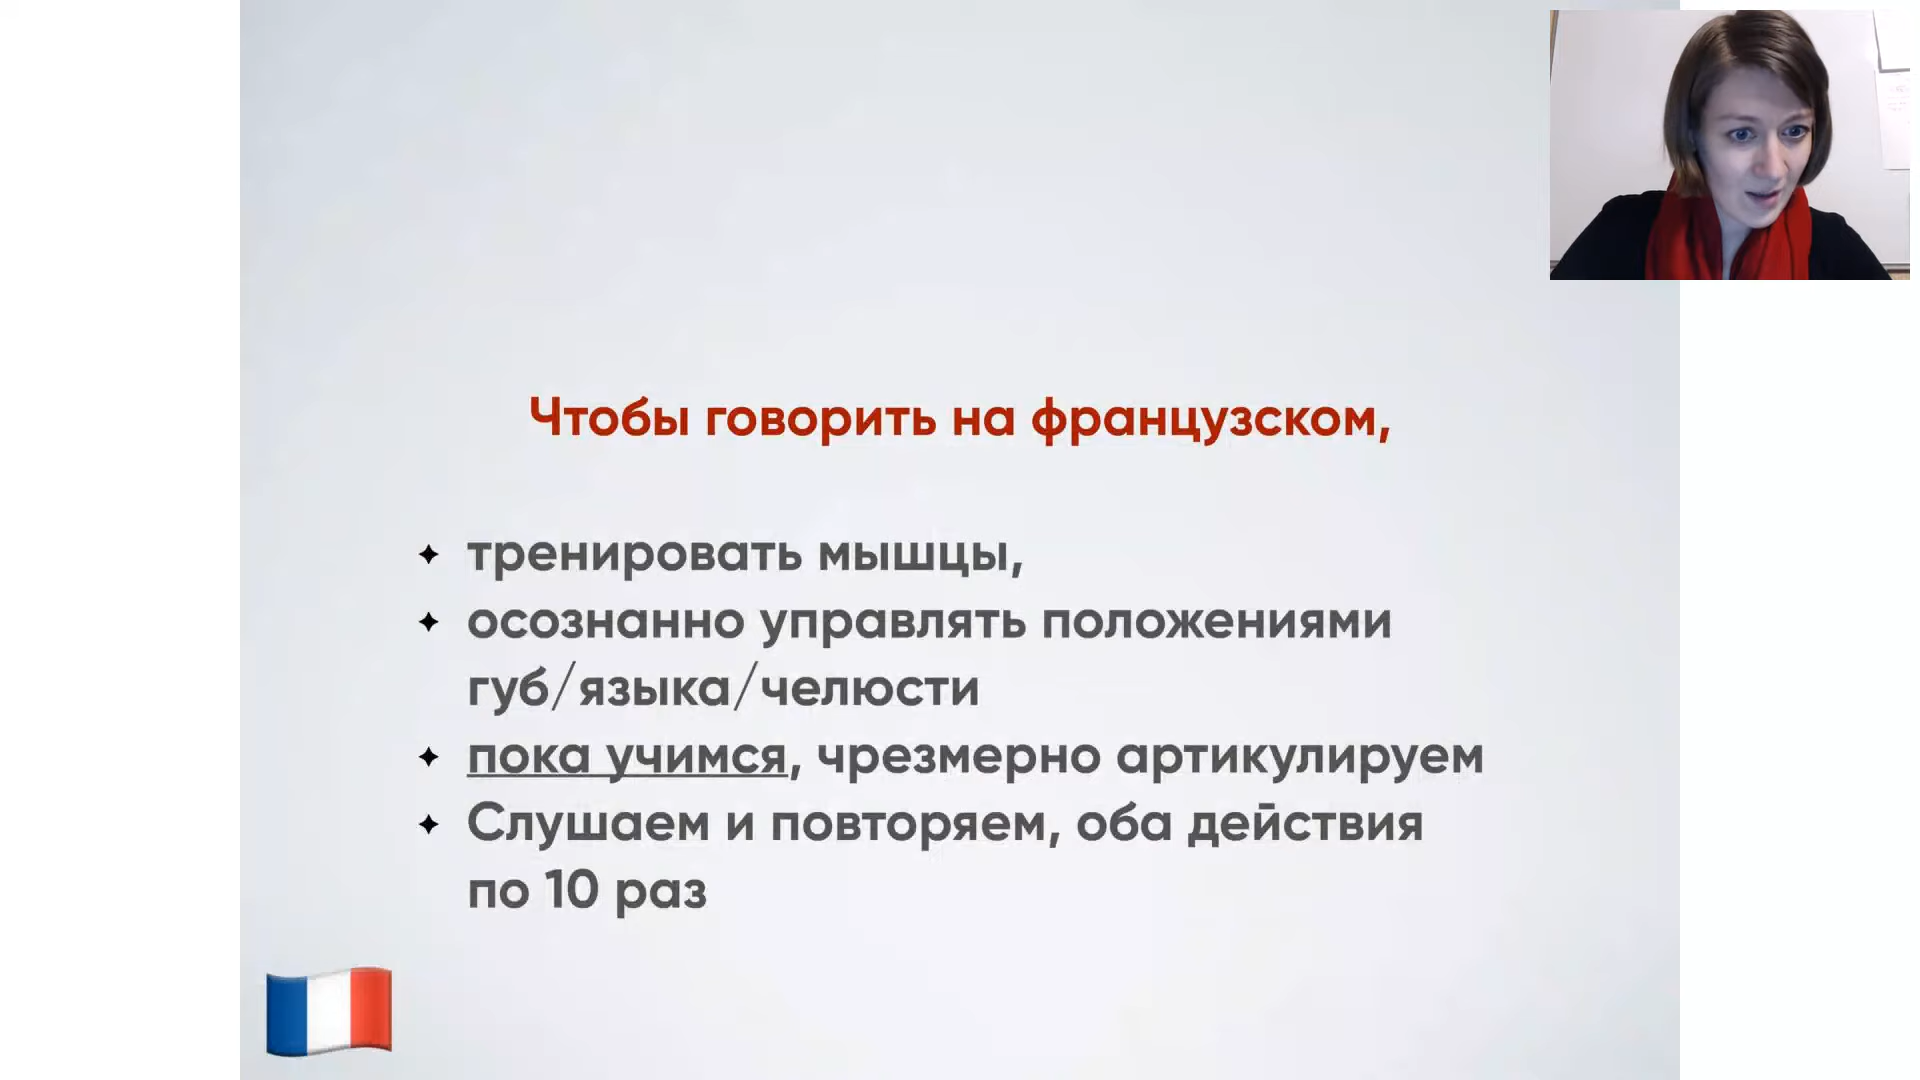 Чтобы говорить на французском,
тренировать мышцы,
осознанно управлять положениями
губ/языка/челюсти
пока учимся, чрезмерно артикулируем
Слушаем и повторяем, оба действия
по 10 раз